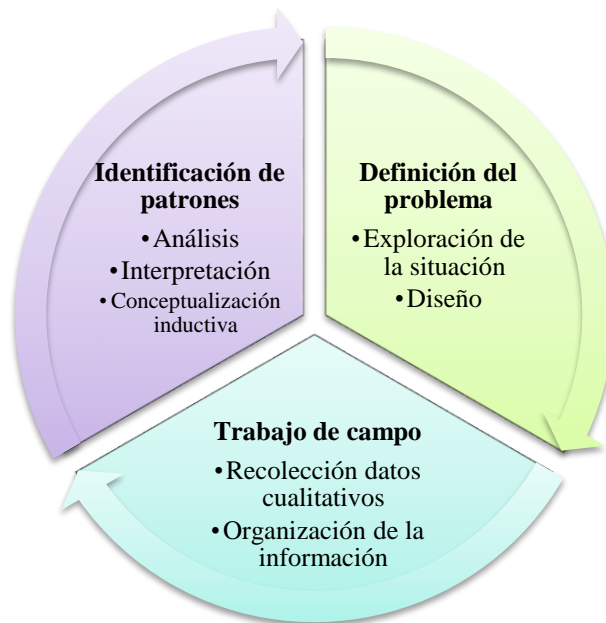 Identificación de
patrones
•Análisis
•Interpretación
•Conceptualización
inductiva
Definición del
problema
•Exploración de
la situación
•Diseño
Trabajo de campo
•Recolección datos
cualitativos
•Organización de la
información